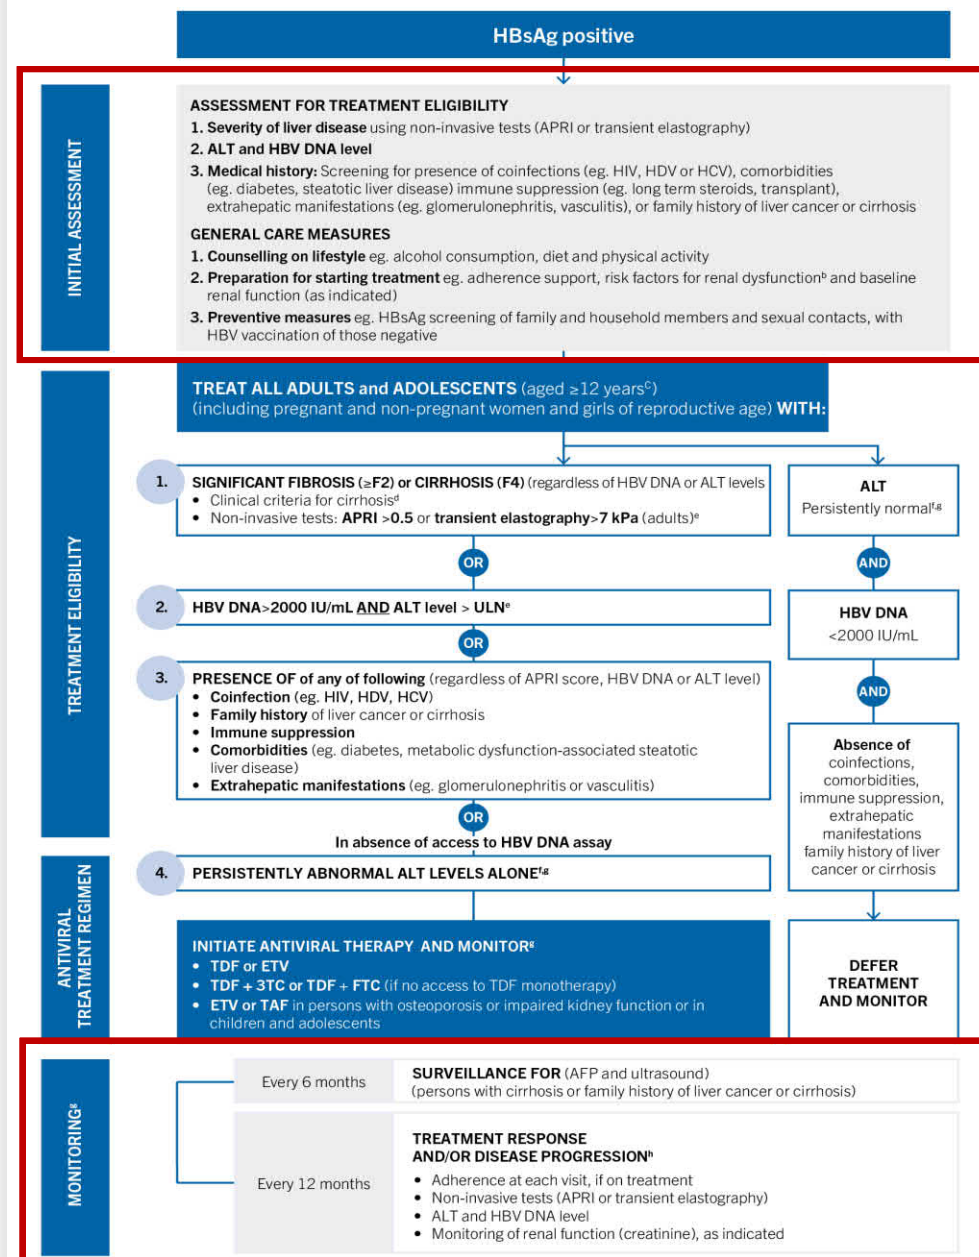 HBsAg positive
INITIAL ASSESSMENT
ASSESSMENT FOR TREATMENT ELIGIBILITY
1. Severity of liver disease using non-invasive tests (APRI or transient elastography)
2. ALT and HBV DNA level
3. Medical history: Screening for presence of coinfections (eg. HIV, HDV or HCV), comorbidities
(eg. diabetes, steatotic liver disease) immune suppression (eg. long term steroids, transplant),
extrahepatic manifestations (eg. glomerulonephritis, vasculitis), or family history of liver cancer or cirrhosis
GENERAL CARE MEASURES
1. Counselling on lifestyle eg. alcohol consumption, diet and physical activity
2. Preparation for starting treatment eg. adherence support, risk factors for renal dysfunctionᵇ and baseline
renal function (as indicated)
3. Preventive measures eg. HBsAg screening of family and household members and sexual contacts, with
HBV vaccination of those negative
TREATMENT ELIGIBILITY
TREAT ALL ADULTS and ADOLESCENTS (aged ≥12 yearsᶜ)
(including pregnant and non-pregnant women and girls of reproductive age) WITH:
1.
SIGNIFICANT FIBROSIS (≥F2) or CIRRHOSIS (F4) (regardless of HBV DNA or ALT levels
• Clinical criteria for cirrhosisᵈ
• Non-invasive tests: APRI >0.5 or transient elastography>7 kPa (adults)ᵉ
OR
2.
HBV DNA>2000 IU/mL AND ALT level > ULNᵉ
OR
3.
PRESENCE OF of any of following (regardless of APRI score, HBV DNA or ALT level)
• Coinfection (eg. HIV, HDV, HCV)
• Family history of liver cancer or cirrhosis
• Immune suppression
• Comorbidities (eg. diabetes, metabolic dysfunction-associated steatotic
liver disease)
• Extrahepatic manifestations (eg. glomerulonephritis or vasculitis)
OR
In absence of access to HBV DNA assay
4.
PERSISTENTLY ABNORMAL ALT LEVELS ALONEᶠ,ᵍ
ALT
Persistently normalᶠ,ᵍ
AND
HBV DNA
<2000 IU/mL
AND
Absence of
coinfections,
comorbidities,
immune suppression,
extrahepatic
manifestations
family history of liver
cancer or cirrhosis
DEFER
TREATMENT
AND MONITOR
ANTIVIRAL
TREATMENT REGIMEN
INITIATE ANTIVIRAL THERAPY AND MONITORᵍ
• TDF or ETV
• TDF + 3TC or TDF + FTC (if no access to TDF monotherapy)
• ETV or TAF in persons with osteoporosis or impaired kidney function or in
children and adolescents
MONITORINGᵍ
Every 6 months
SURVEILLANCE FOR (AFP and ultrasound)
(persons with cirrhosis or family history of liver cancer or cirrhosis)
Every 12 months
TREATMENT RESPONSE
AND/OR DISEASE PROGRESSIONʰ
• Adherence at each visit, if on treatment
• Non-invasive tests (APRI or transient elastography)
• ALT and HBV DNA level
• Monitoring of renal function (creatinine), as indicated